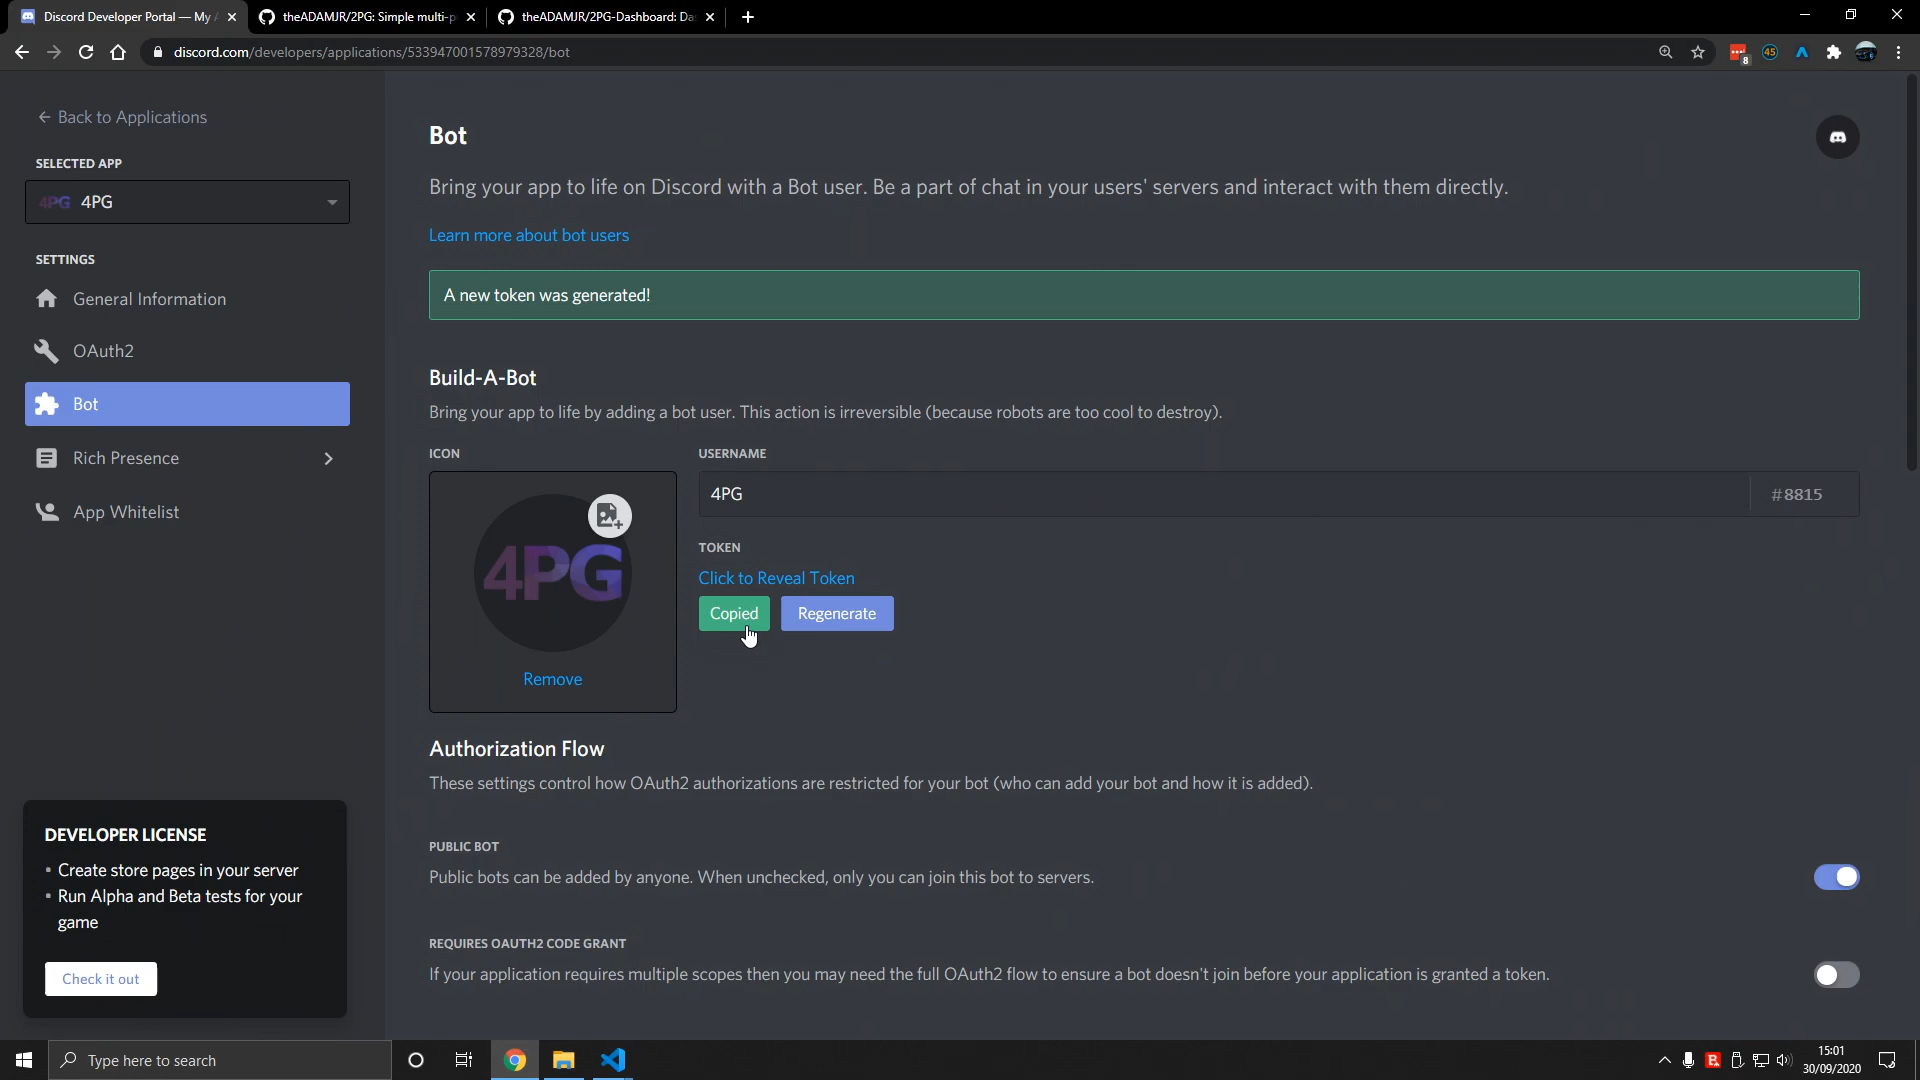 Discord Developer Portal — My A
theADAMJR/2PG: Simple multi-p
theADAMJR/2PG-Dashboard: Da
discord.com/developers/applications/533947001578979328/bot
8
45
← Back to Applications
SELECTED APP
4PG 4PG
SETTINGS
General Information
OAuth2
Bot
Rich Presence
App Whitelist
DEVELOPER LICENSE
• Create store pages in your server
• Run Alpha and Beta tests for your
game
Check it out
Bot
Bring your app to life on Discord with a Bot user. Be a part of chat in your users' servers and interact with them directly.
Learn more about bot users
A new token was generated!
Build-A-Bot
Bring your app to life by adding a bot user. This action is irreversible (because robots are too cool to destroy).
ICON
4PG
Remove
USERNAME
4PG #8815
TOKEN
Click to Reveal Token
Copied Regenerate
Authorization Flow
These settings control how OAuth2 authorizations are restricted for your bot (who can add your bot and how it is added).
PUBLIC BOT
Public bots can be added by anyone. When unchecked, only you can join this bot to servers.
REQUIRES OAUTH2 CODE GRANT
If your application requires multiple scopes then you may need the full OAuth2 flow to ensure a bot doesn't join before your application is granted a token.
Type here to search
15:01
30/09/2020